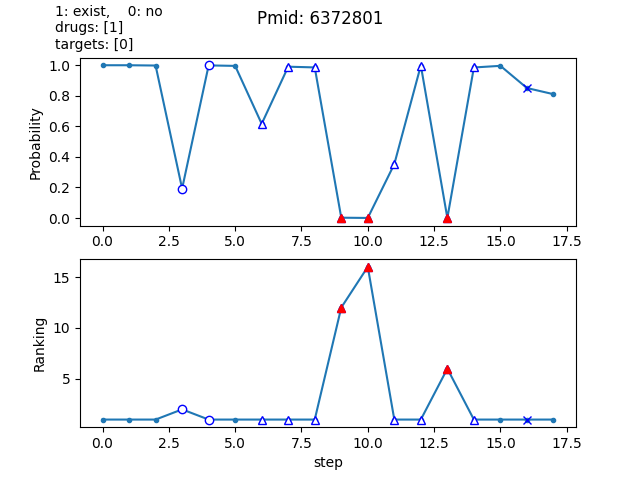 1: exist,    0: no
drugs: [1]
targets: [0]
Pmid: 6372801
Probability
1.0
0.8
0.6
0.4
0.2
0.0
0.0 2.5 5.0 7.5 10.0 12.5 15.0 17.5
Ranking
15
10
5
0.0 2.5 5.0 7.5 10.0 12.5 15.0 17.5
step